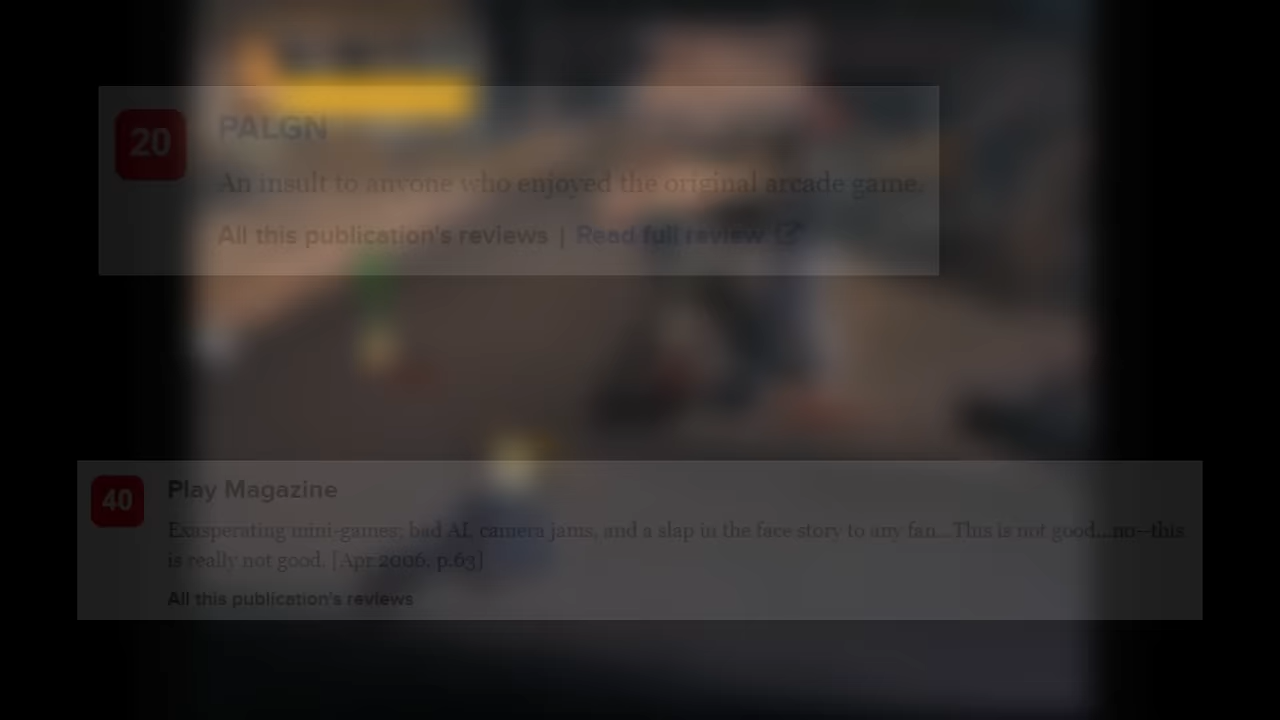 20
PALGN
An insult to anyone who enjoyed the original arcade game.
All this publication's reviews | Read full review
40
Play Magazine
Exasperating mini-games; bad AI, camera jams, and a slap in the face story to any fan...This is not good...no--this
is really not good. [Apr 2006, p.63]
All this publication's reviews